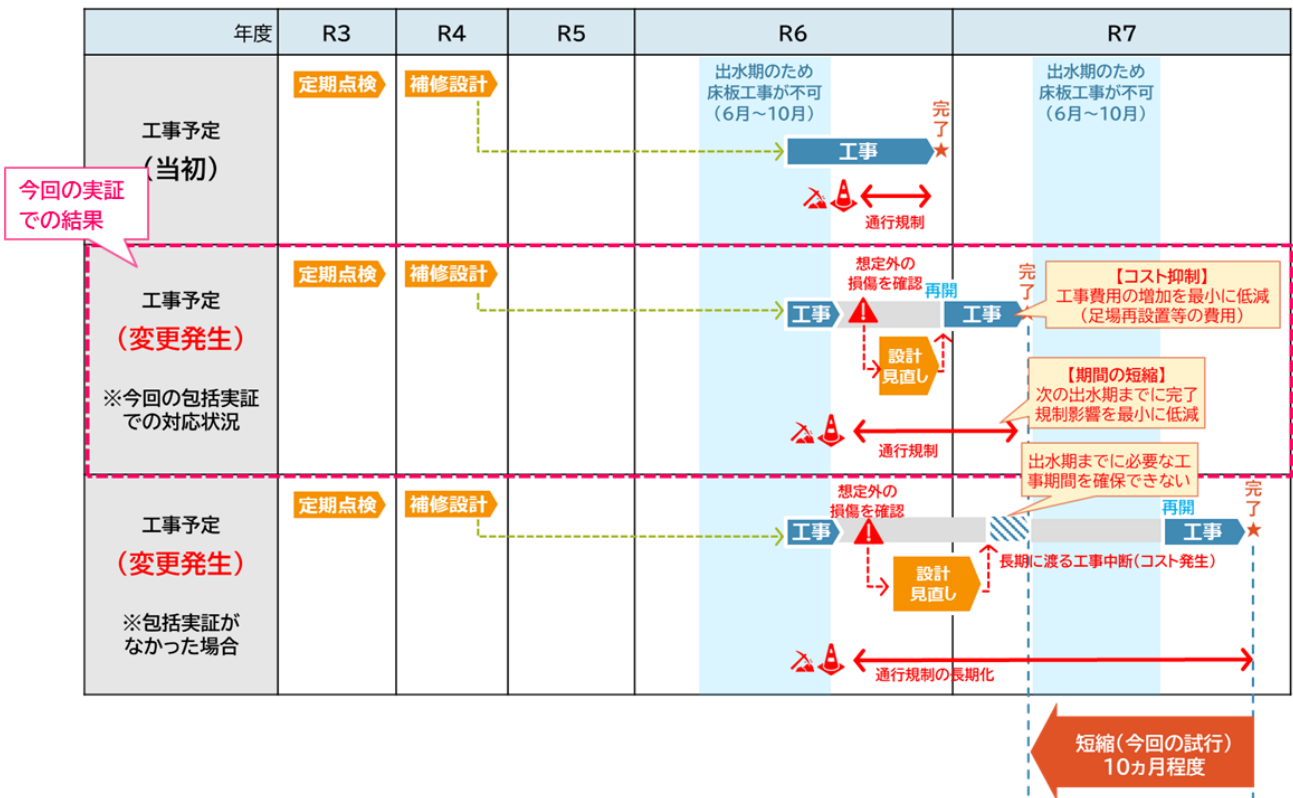 年度
R3
R4
R5
R6
R7
工事予定
（当初）
定期点検
補修設計
出水期のため
床板工事が不可
（6月～10月）
工事
完了
通行規制
出水期のため
床板工事が不可
（6月～10月）
今回の実証
での結果
工事予定
（変更発生）
※今回の包括実証
での対応状況
定期点検
補修設計
工事
想定外の
損傷を確認
設計
見直し
再開
工事
完了
通行規制
【コスト抑制】
工事費用の増加を最小に低減
（足場再設置等の費用）
【期間の短縮】
次の出水期までに完了
規制影響を最小に低減
工事予定
（変更発生）
※包括実証が
なかった場合
定期点検
補修設計
工事
想定外の
損傷を確認
設計
見直し
出水期までに必要な工
事期間を確保できない
長期に渡る工事中断（コスト発生）
再開
工事
完了
通行規制の長期化
短縮（今回の試行）
10ヵ月程度